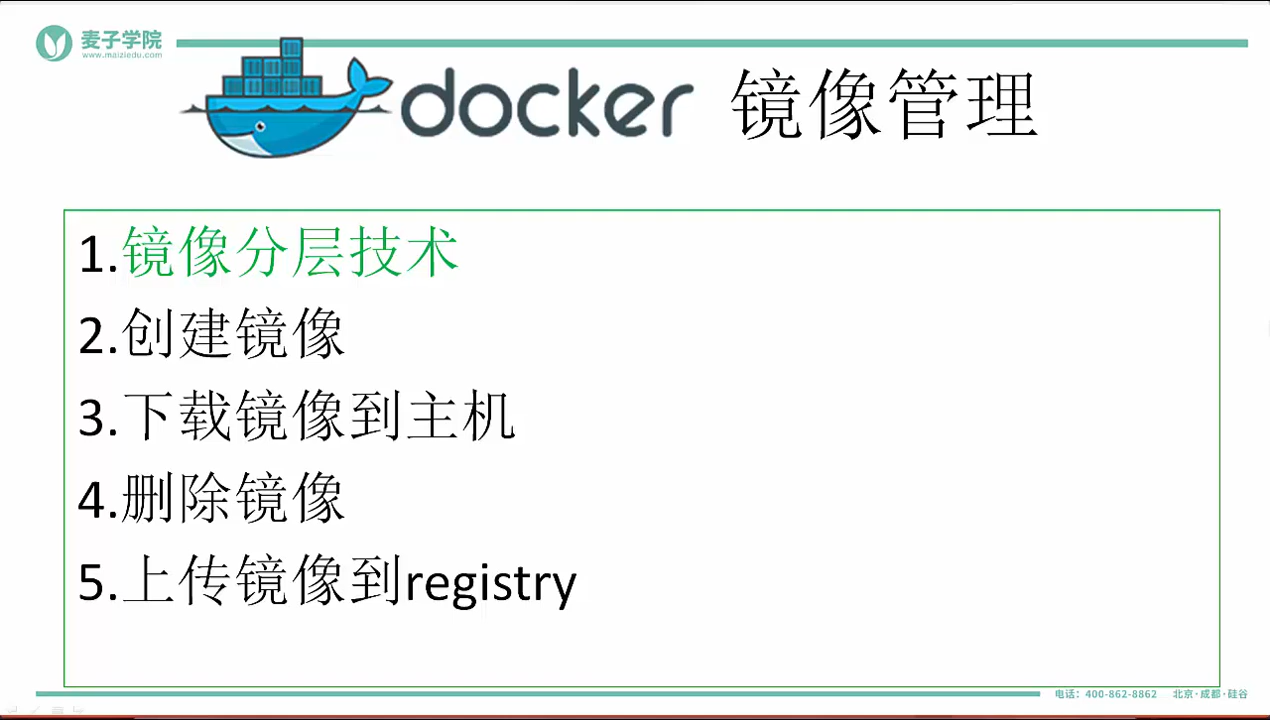 麦子学院
www.maiziedu.com
docker 镜像管理
1.镜像分层技术
2.创建镜像
3.下载镜像到主机
4.删除镜像
5.上传镜像到registry
电话：400-862-8862 北京·成都·硅谷